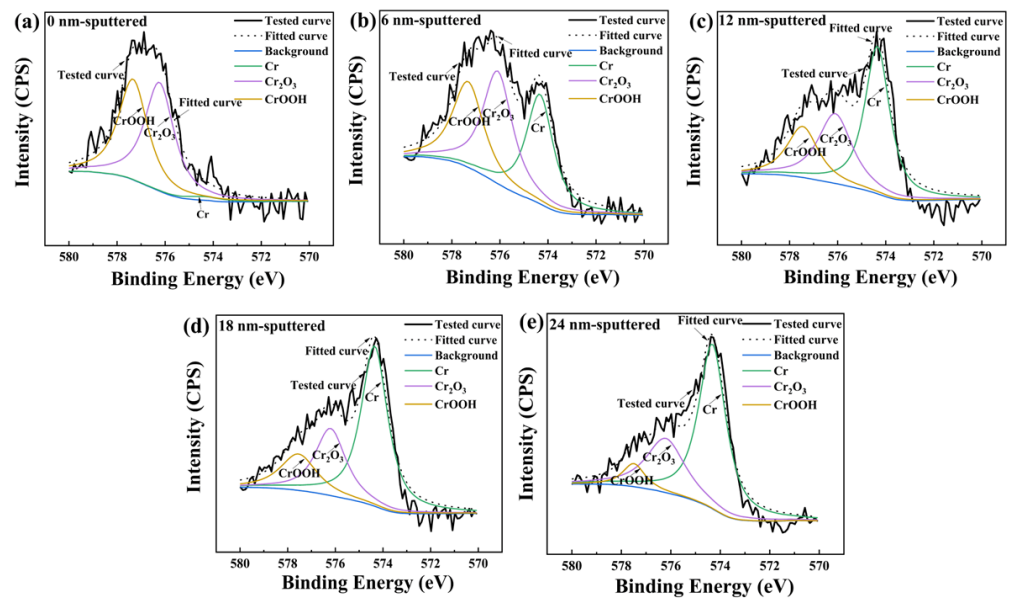 (a)
0 nm-sputtered
Tested curve
Fitted curve
Background
Cr
Cr₂O₃
CrOOH
Tested curve
Fitted curve
CrOOH
Cr₂O₃
Cr
Intensity (CPS)
580 578 576 574 572 570
Binding Energy (eV)
(b)
6 nm-sputtered
Tested curve
Fitted curve
Background
Cr
Cr₂O₃
CrOOH
Fitted curve
Tested curve
CrOOH
Cr₂O₃
Cr
Intensity (CPS)
580 578 576 574 572 570
Binding Energy (eV)
(c)
12 nm-sputtered
Tested curve
Fitted curve
Background
Cr
Cr₂O₃
CrOOH
Fitted curve
Tested curve
Cr
Cr₂O₃
CrOOH
Intensity (CPS)
580 578 576 574 572 570
Binding Energy (eV)
(d)
18 nm-sputtered
Tested curve
Fitted curve
Background
Cr
Cr₂O₃
CrOOH
Fitted curve
Tested curve
Cr
Cr₂O₃
CrOOH
Intensity (CPS)
580 578 576 574 572 570
Binding Energy (eV)
(e)
24 nm-sputtered
Tested curve
Fitted curve
Background
Cr
Cr₂O₃
CrOOH
Fitted curve
Tested curve
Cr
Cr₂O₃
CrOOH
Intensity (CPS)
580 578 576 574 572 570
Binding Energy (eV)